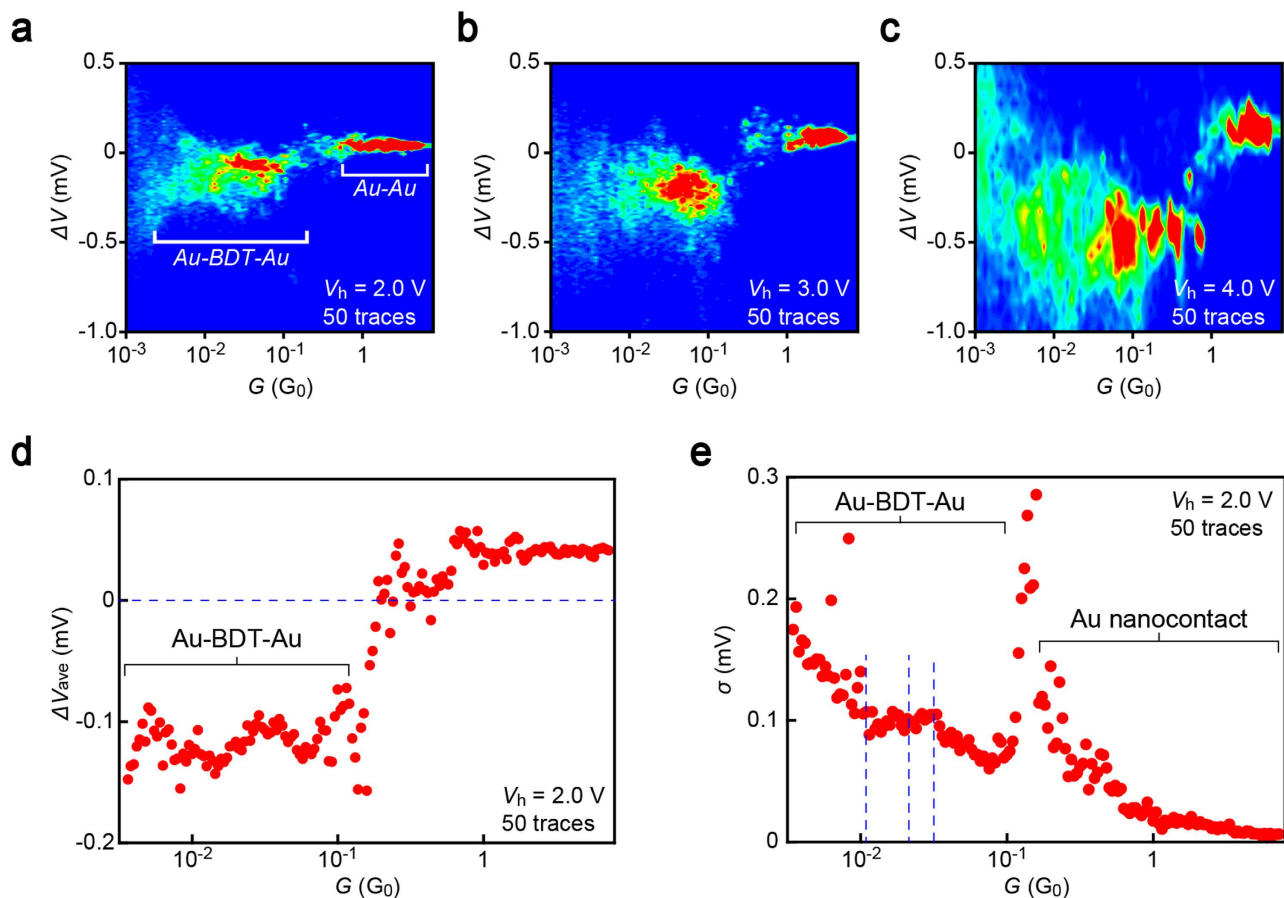 a
0.5
0
-0.5
-1.0
ΔV (mV)
Au-Au
Au-BDT-Au
Vh = 2.0 V
50 traces
10-3
10-2
10-1
1
G (G0)
b
0.5
0
-0.5
-1.0
ΔV (mV)
Vh = 3.0 V
50 traces
10-3
10-2
10-1
1
G (G0)
c
0.5
0
-0.5
-1.0
ΔV (mV)
Vh = 4.0 V
50 traces
10-3
10-2
10-1
1
G (G0)
d
0.1
0
-0.1
-0.2
ΔVave (mV)
Au-BDT-Au
Vh = 2.0 V
50 traces
10-2
10-1
1
G (G0)
e
0.3
0.2
0.1
0
σ (mV)
Au-BDT-Au
Vh = 2.0 V
50 traces
Au nanocontact
10-2
10-1
1
G (G0)